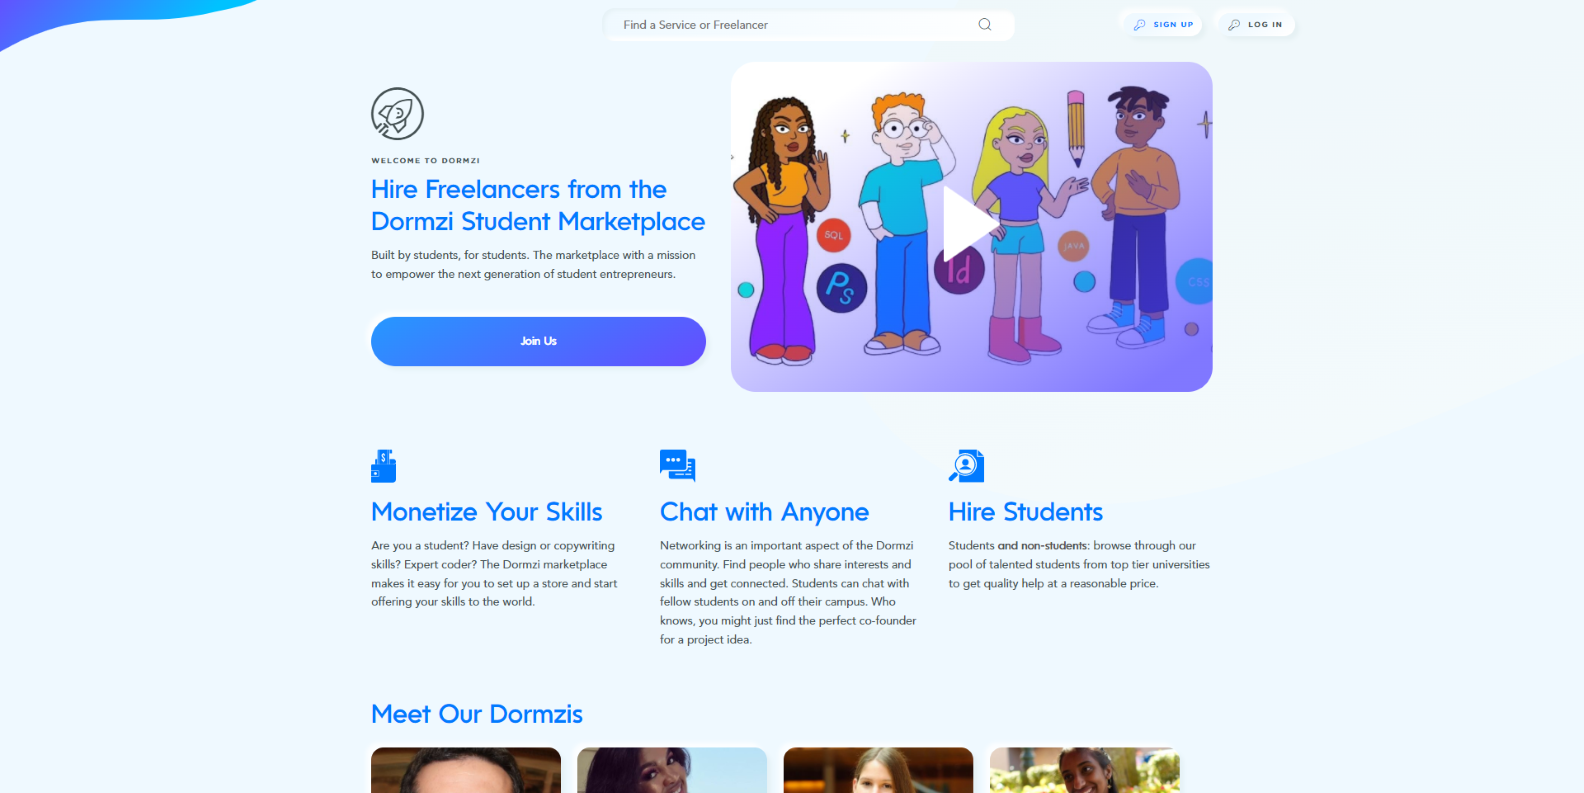 Find a Service or Freelancer
SIGN UP
LOG IN
WELCOME TO DORMZI
Hire Freelancers from the
Dormzi Student Marketplace
Built by students, for students. The marketplace with a mission
to empower the next generation of student entrepreneurs.
Join Us
SQL
Ps
Id
JAVA
CSS
$
Monetize Your Skills
Are you a student? Have design or copywriting
skills? Expert coder? The Dormzi marketplace
makes it easy for you to set up a store and start
offering your skills to the world.
Chat with Anyone
Networking is an important aspect of the Dormzi
community. Find people who share interests and
skills and get connected. Students can chat with
fellow students on and off their campus. Who
knows, you might just find the perfect co-founder
for a project idea.
Hire Students
Students and non-students: browse through our
pool of talented students from top tier universities
to get quality help at a reasonable price.
Meet Our Dormzis